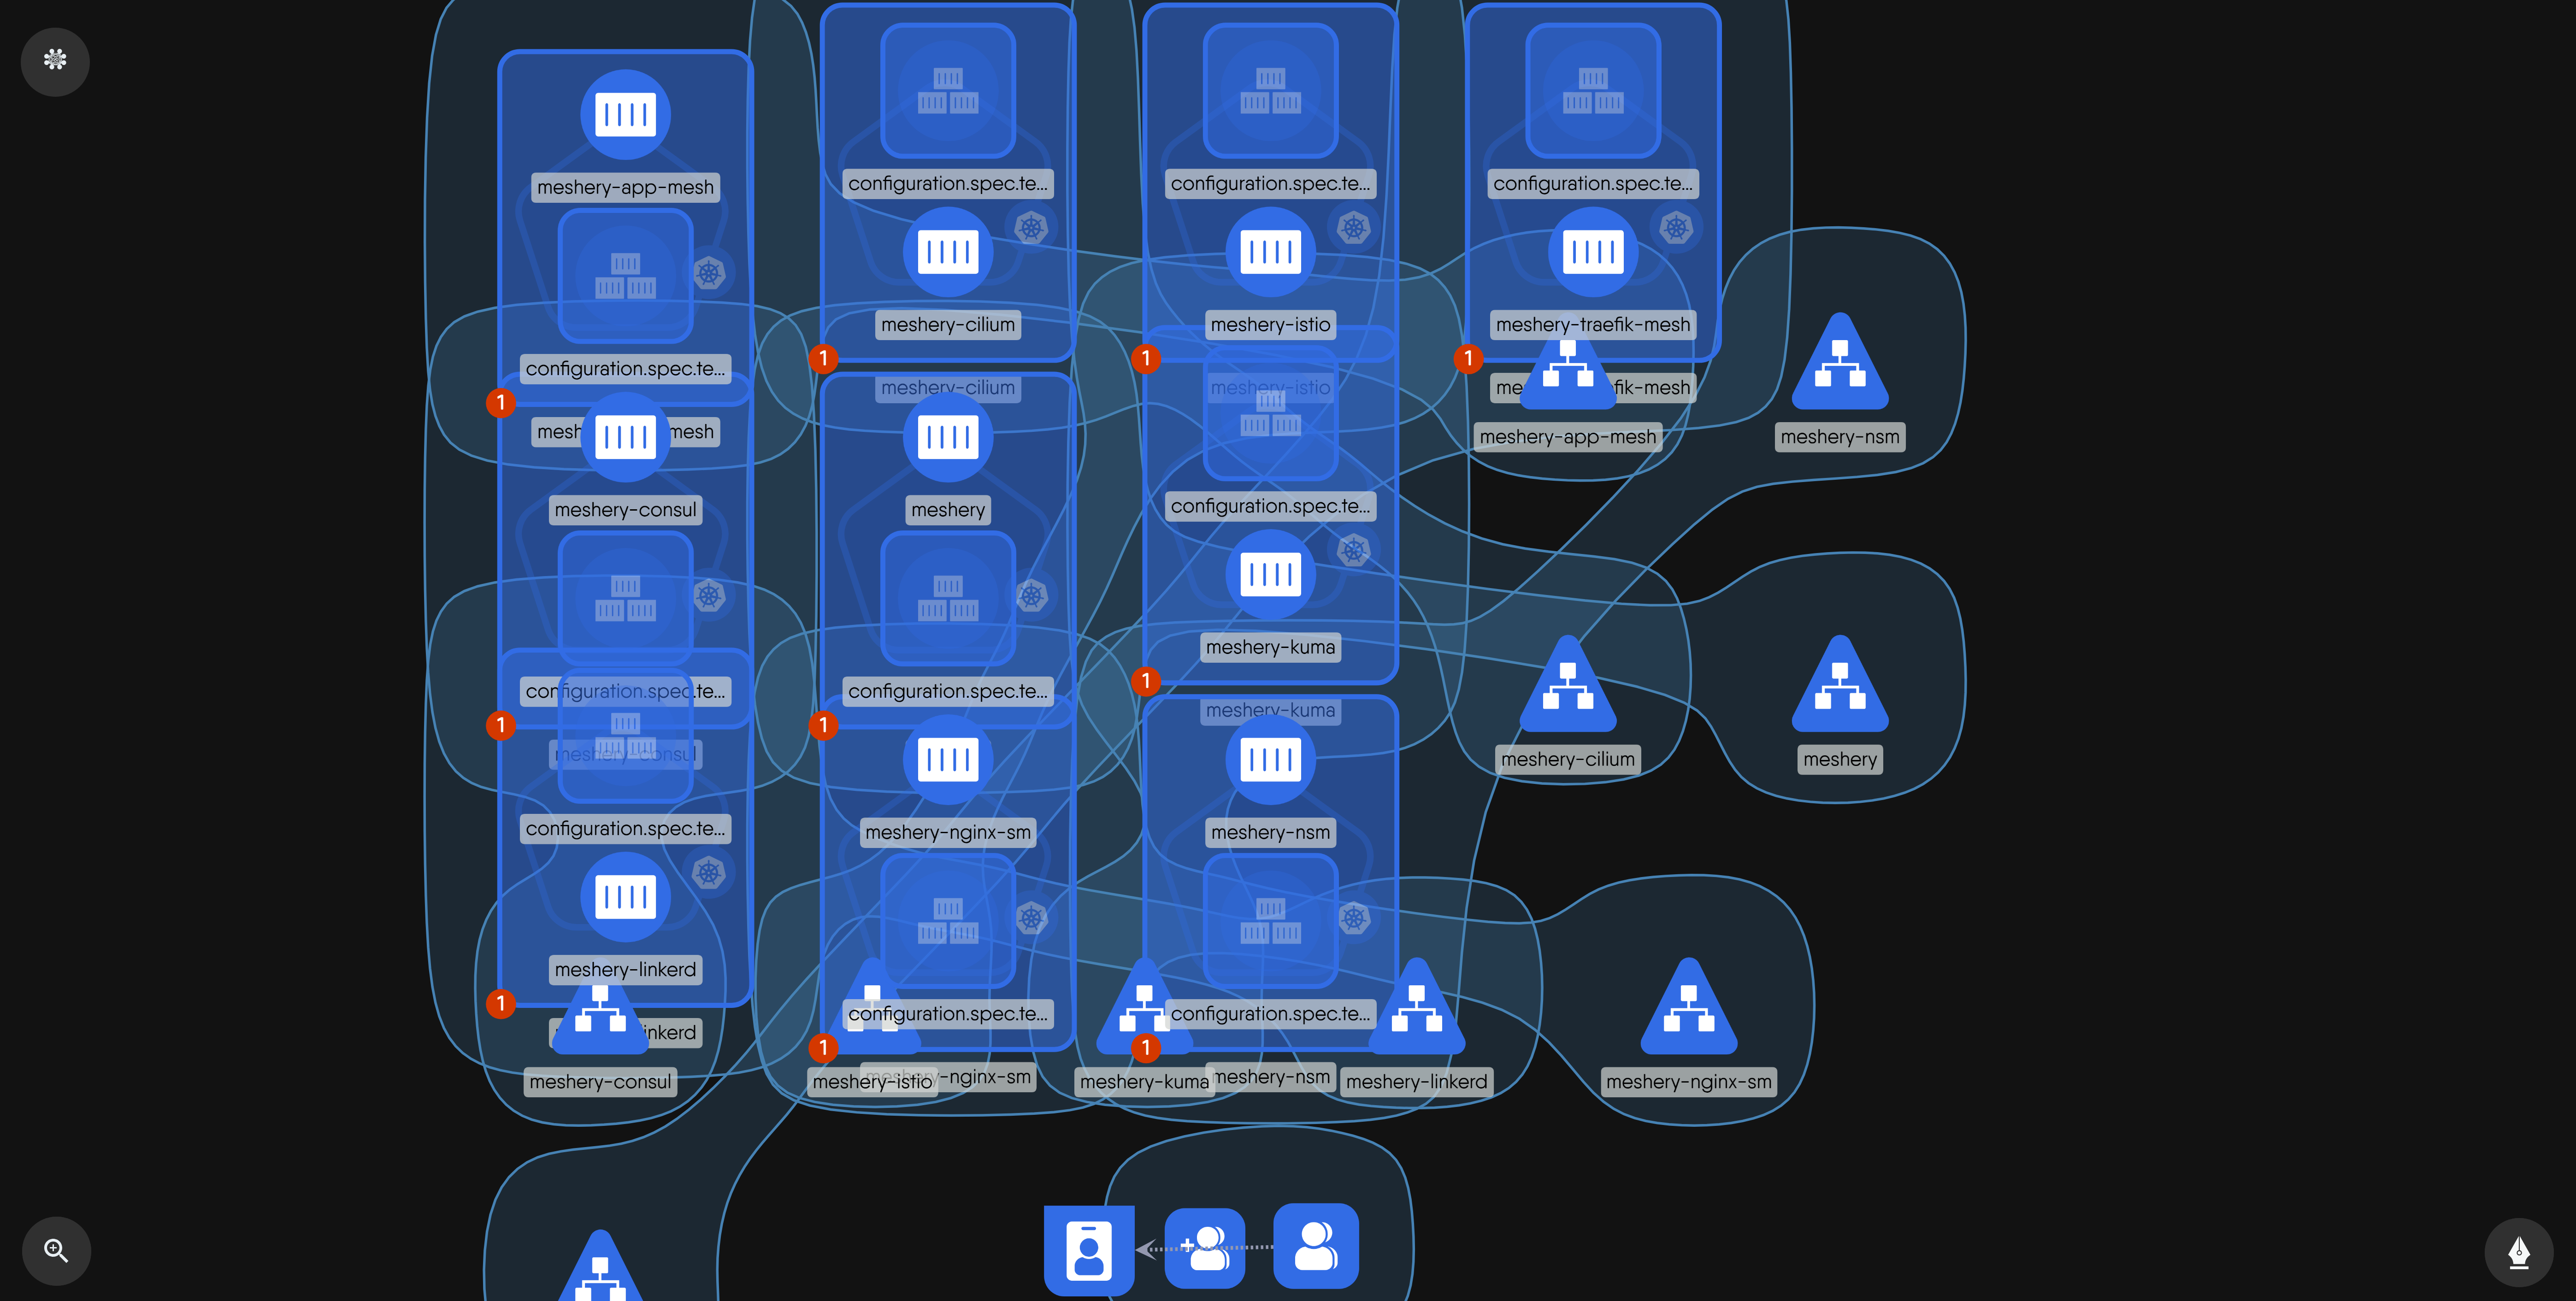 configuration.spec.te...
configuration.spec.te...
configuration.spec.te...
meshery-app-mesh
meshery-cilium
meshery-istio
meshery-traefik-mesh
configuration.spec.te...
1
1
1
meshery-cilium
meshery-istio
me fik-mesh
1
mesh mesh
meshery-app-mesh
meshery-nsm
meshery-consul
meshery
configuration.spec.te...
meshery-kuma
configuration.spec.te...
configuration.spec.te...
1
meshery-kuma
1
1
meshery-consul
meshery-cilium
meshery
configuration.spec.te...
meshery-nginx-sm
meshery-nsm
meshery-linkerd
1
inkerd
configuration.spec.te...
configuration.spec.te...
1
1
meshery-consul
meshery-istio
-nginx-sm
meshery-kuma
meshery-nsm
meshery-linkerd
meshery-nginx-sm